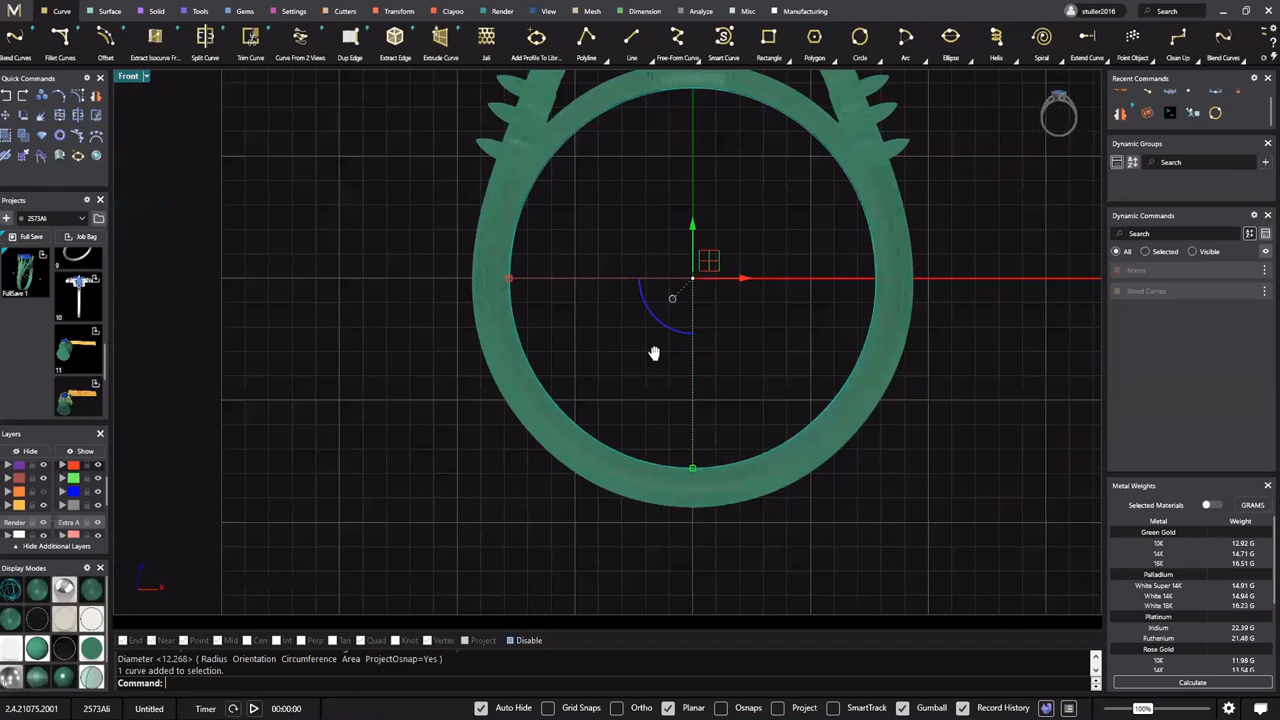 Curve Surface Solid Tools Gems Settings Cutters Transform Clayoo Render View Mesh Dimension Analyze Misc Manufacturing stuller2016 Search
Blend Curves Fillet Curves Offset Extract Isocurve Fr... Split Curve Trim Curve Curve From 2 Views Dup Edge Extract Edge Extrude Curve Jali Add Profile To Libr... Polyline Line Free-Form Curve Smart Curve Rectangle Polygon Circle Arc Ellipse Helix Spiral Extend Curve Point Object Clean Up Blend Curves
Quick Commands
Front
Recent Commands
Dynamic Groups
Search
Projects
2573Ali
Full Save Job Bag
FullSave 1
9
10
11
Dynamic Commands
Search
All Selected Visible
Mirror
Blend Curves
Layers
Hide Show
Render Extra A
Hide Additional Layers
Display Modes
x
Metal Weights
Selected Materials GRAMS
Metal Weight
Green Gold
10K 12.92 G
14K 14.71 G
18K 16.51 G
Palladium
White Super 14K 14.91 G
White 14K 14.94 G
White 18K 16.23 G
Platinum
Iridium 22.39 G
Ruthenium 21.48 G
Rose Gold
10K 11.98 G
14K 13.54 G
Calculate
End Near Point Mid Cen Int Perp Tan Quad Knot Vertex Project Disable
Diameter <12.268> ( Radius Orientation Circumference Area ProjectOsnap=Yes )
1 curve added to selection.
Command:
2.4.21075.2001 2573Ali Untitled Timer 00:00:00 Auto Hide Grid Snaps Ortho Planar Osnaps Project SmartTrack Gumball Record History 100%